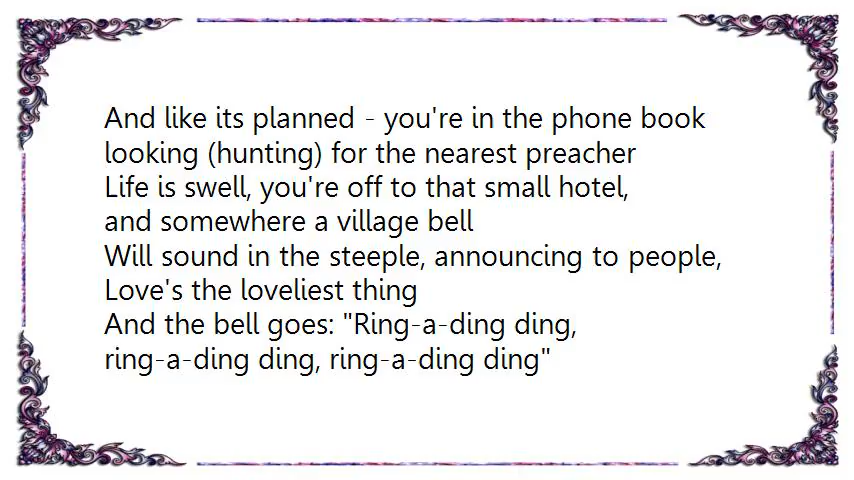 And like its planned - you're in the phone book
looking (hunting) for the nearest preacher
Life is swell, you're off to that small hotel,
and somewhere a village bell
Will sound in the steeple, announcing to people,
Love's the loveliest thing
And the bell goes: "Ring-a-ding ding,
ring-a-ding ding, ring-a-ding ding"